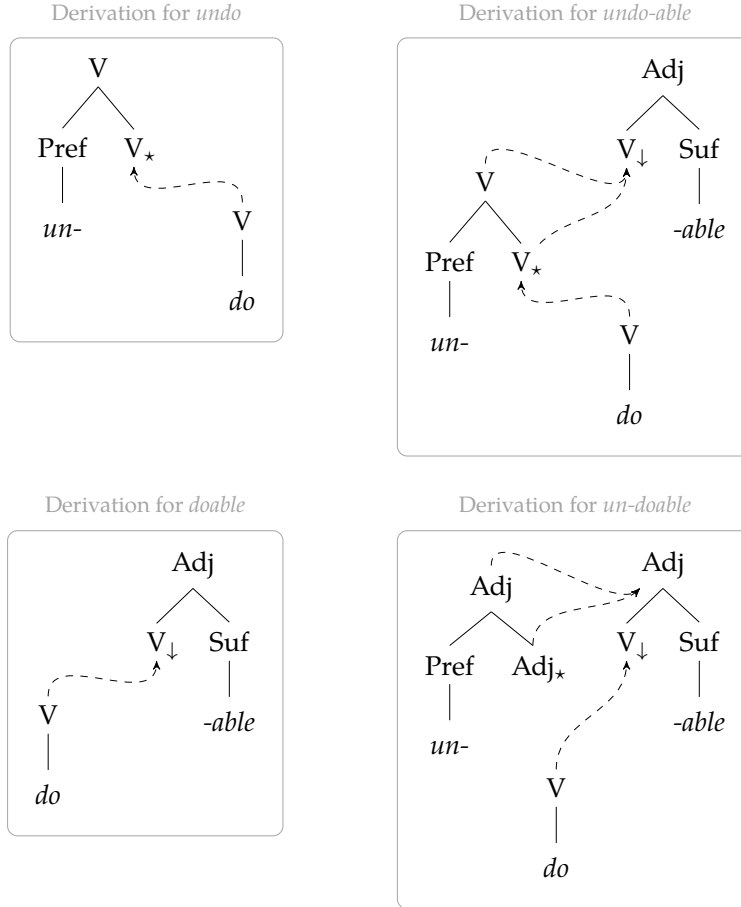 Derivation for undo
V
Pref V⋆
un-
V
do
Derivation for undo-able
Adj
V↓ Suf
-able
V
Pref V⋆
un-
V
do
Derivation for doable
Adj
V↓ Suf
-able
V
do
Derivation for un-doable
Adj
Pref Adj⋆
un-
Adj
V↓ Suf
-able
V
do